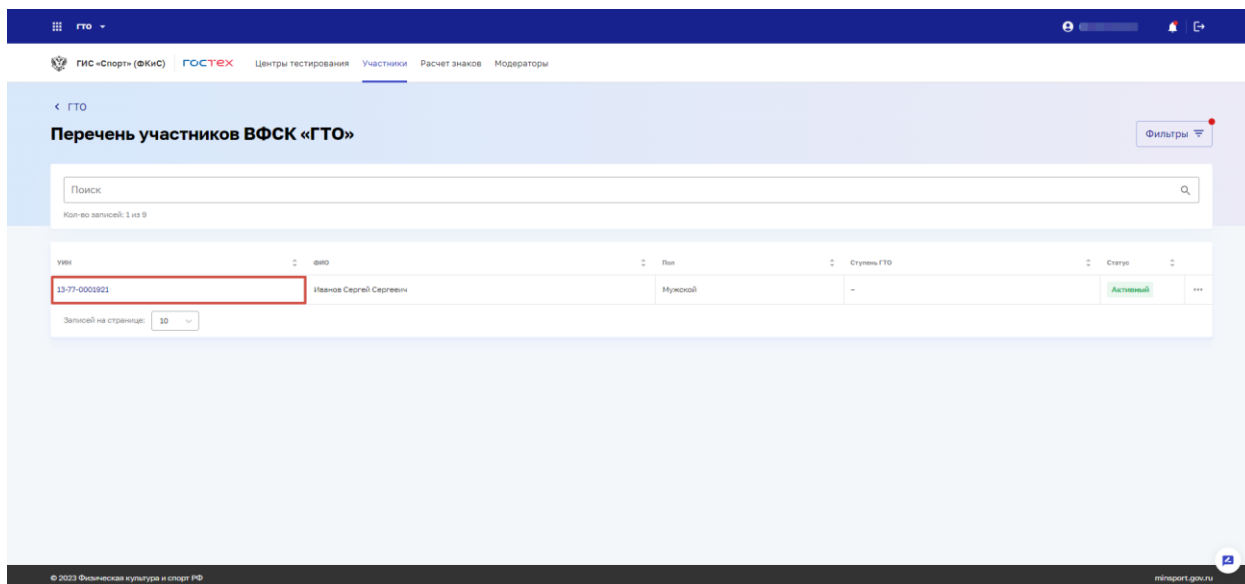 ГТО
ГИС «Спорт» (ФКиС) ГОСТЕХ Центры тестирования Участники Расчет знаков Модераторы
ГТО
Перечень участников ВФСК «ГТО»
Фильтры
Поиск
Кол-во записей: 1 из 9
УИН ФИО Пол Ступень ГТО Статус
13-77-0001921 Иванов Сергей Сергеевич Мужской – Активный ...
Записей на странице: 10
© 2023 Физическая культура и спорт РФ minsport.gov.ru